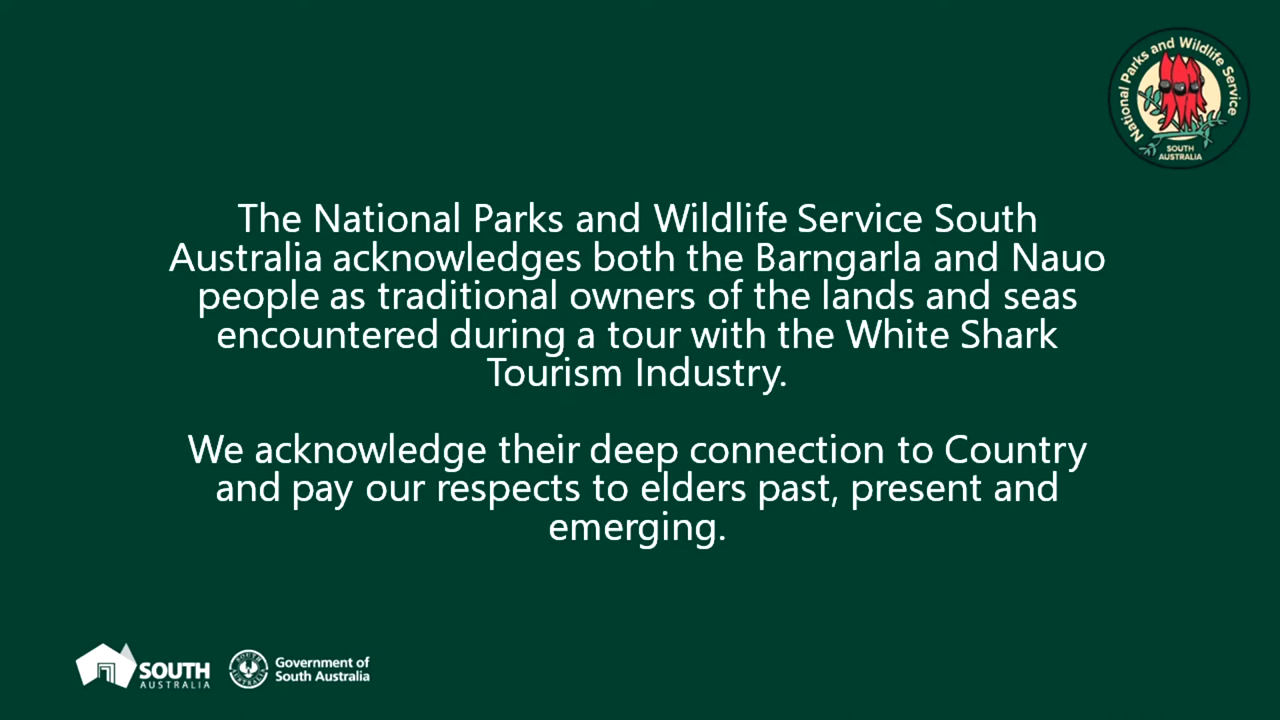 National Parks and Wildlife Service
SOUTH
AUSTRALIA
The National Parks and Wildlife Service South
Australia acknowledges both the Barngarla and Nauo
people as traditional owners of the lands and seas
encountered during a tour with the White Shark
Tourism Industry.
We acknowledge their deep connection to Country
and pay our respects to elders past, present and
emerging.
SOUTH
AUSTRALIA
SOUTH AUSTRALIA
Government of
South Australia